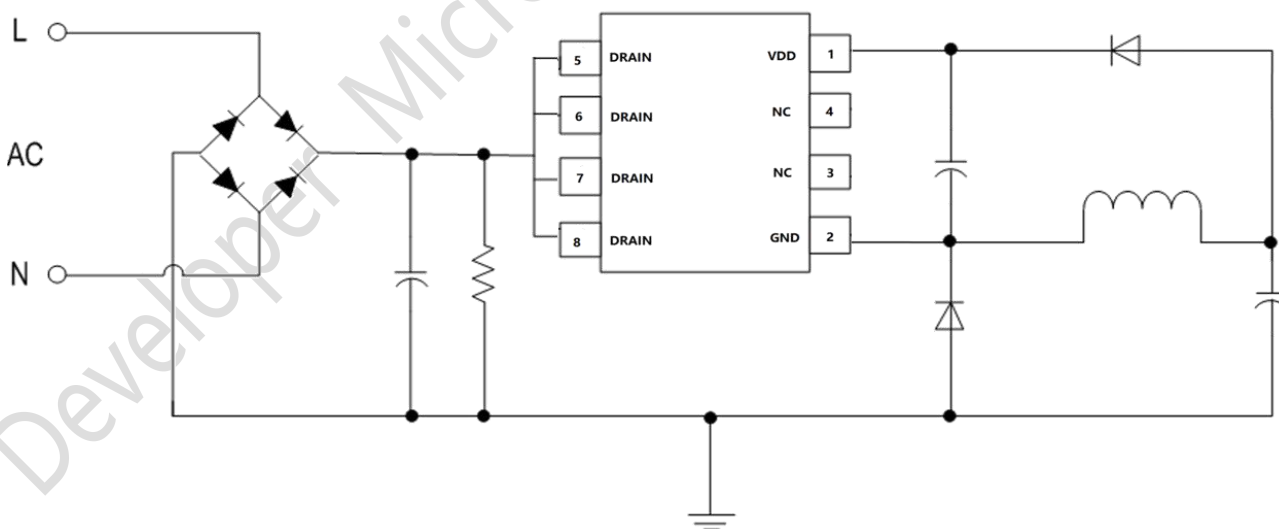 L
AC
N
5 DRAIN
6 DRAIN
7 DRAIN
8 DRAIN
VDD 1
NC 4
NC 3
GND 2
Developer Micro